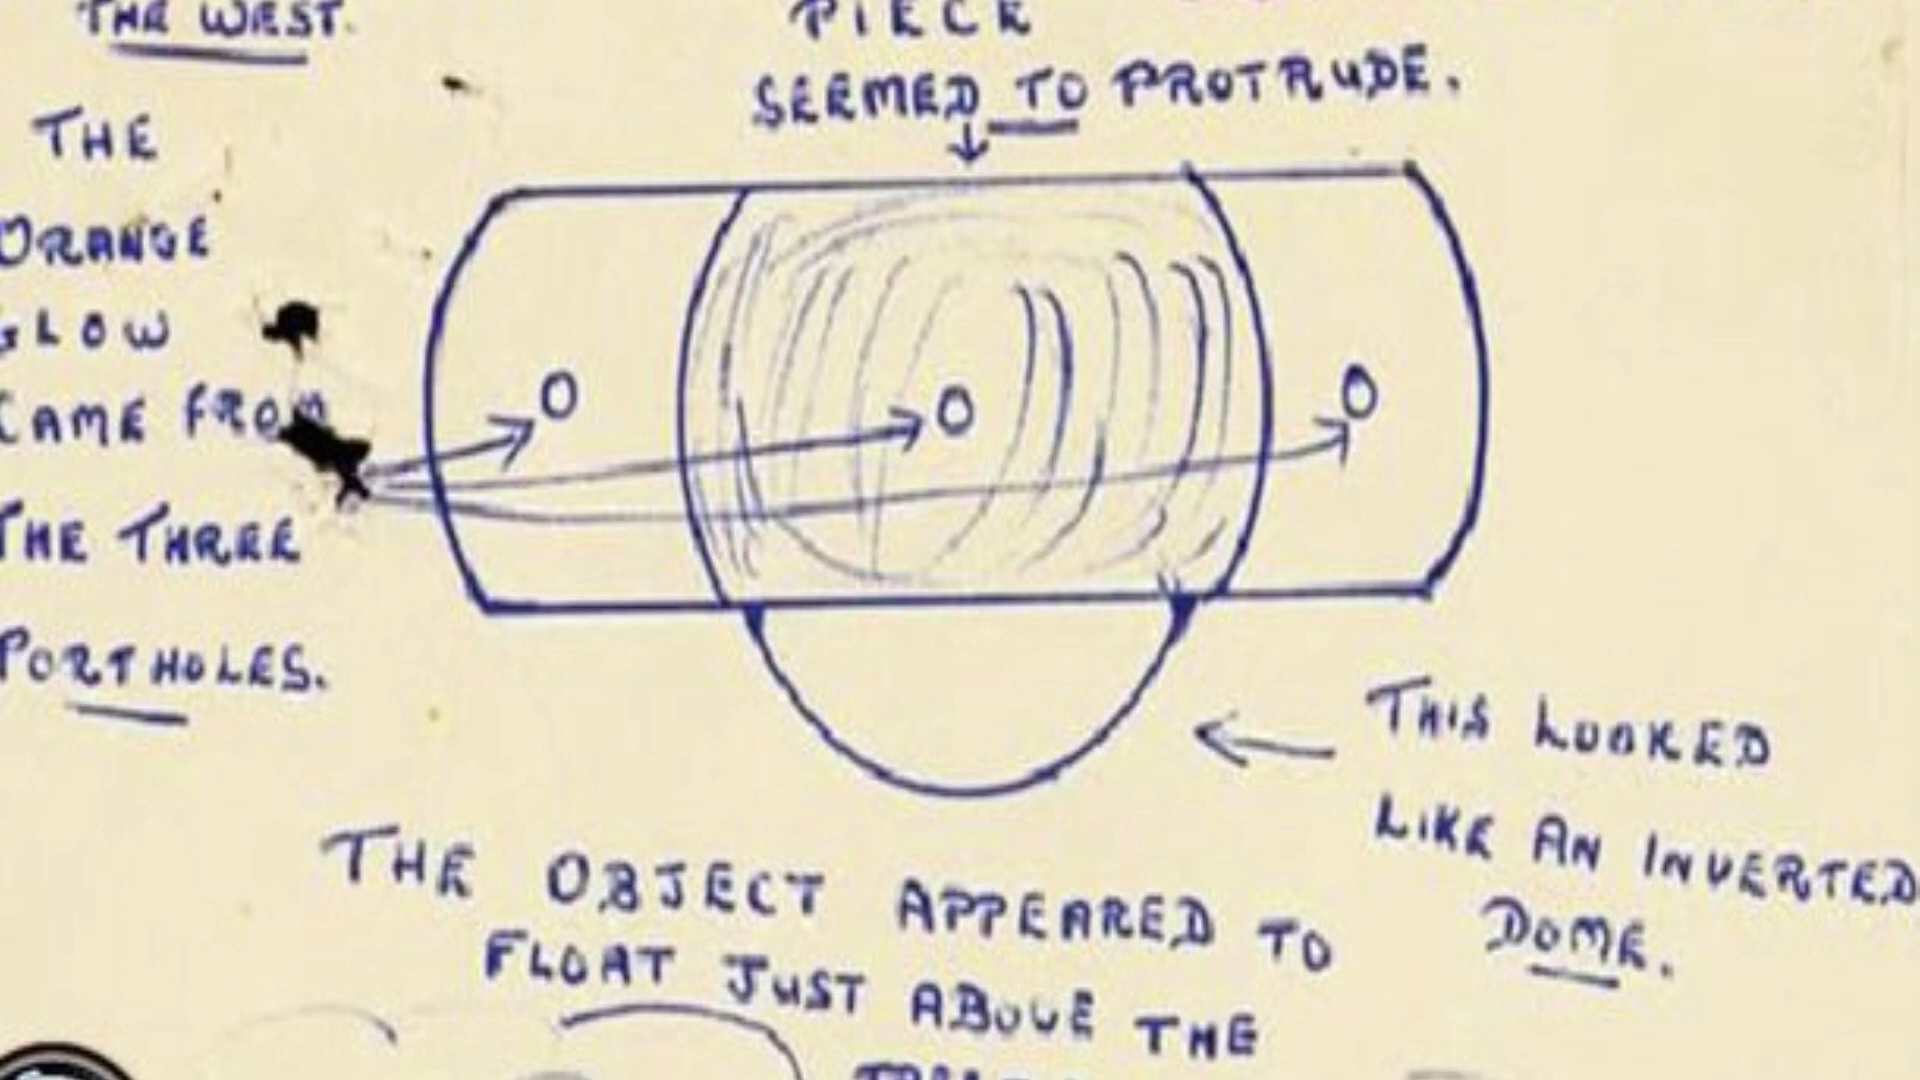 THE WEST.
PIECE
SEEMED TO PROTRUDE.
THE
ORANGE
GLOW
CAME FROM
THE THREE
PORTHOLES.
THIS LOOKED
LIKE AN INVERTED
DOME.
THE OBJECT APPEARED TO
FLOAT JUST ABOVE THE